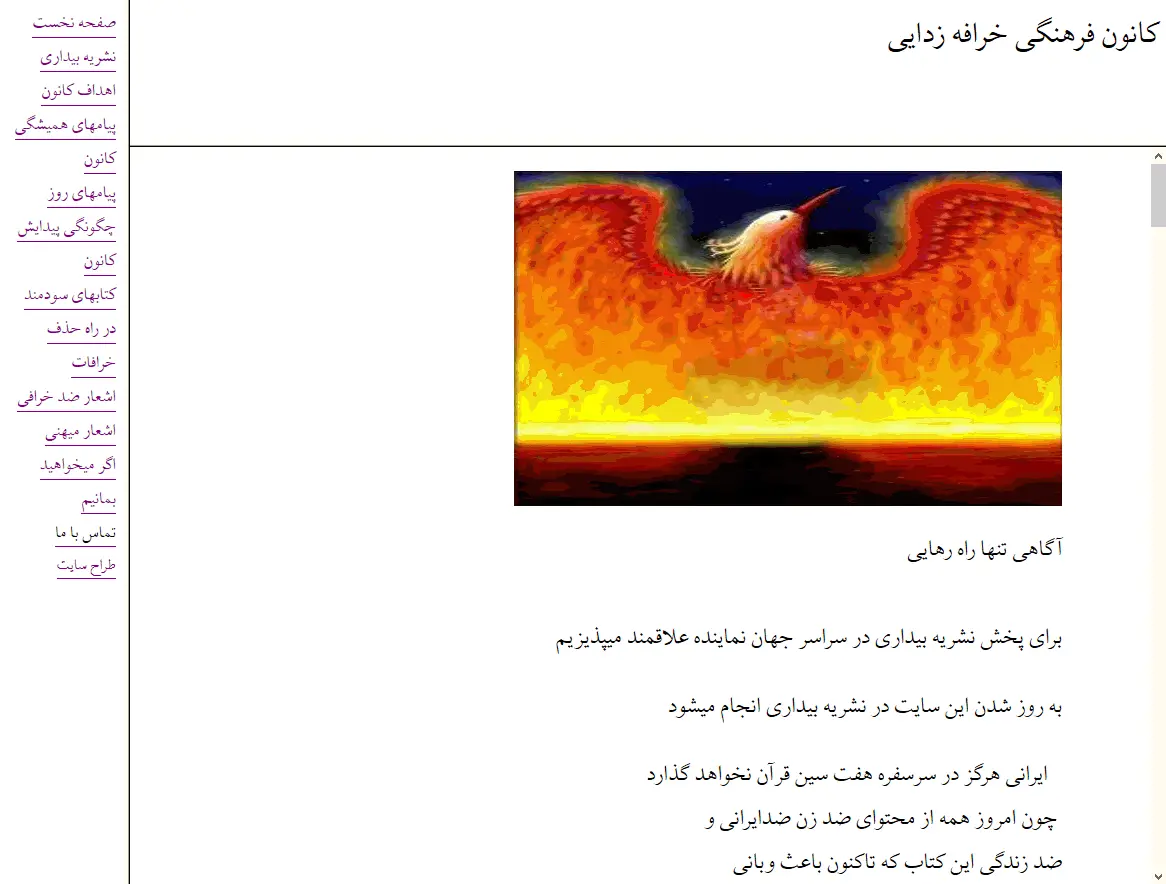 کانون فرهنگی خرافه زدایی
صفحه نخست
نشریه بیداری
اهداف کانون
پیامهای همیشگی
کانون
پیامهای روز
چگونگی پیدایش
کانون
کتابهای سودمند
در راه حذف
خرافات
اشعار ضد خرافی
اشعار میهنی
اگر میخواهید
بمانیم
تماس با ما
طراح سایت
آگاهی تنها راه رهایی
برای پخش نشریه بیداری در سراسر جهان نماینده علاقمند میپذیزیم
به روز شدن این سایت در نشریه بیداری انجام میشود
ایرانی هرگز در سرسفره هفت سین قرآن نخواهد گذارد
چون امروز همه از محتوای ضد زن ضدایرانی و
ضد زندگی این کتاب که تاکنون باعث وبانی